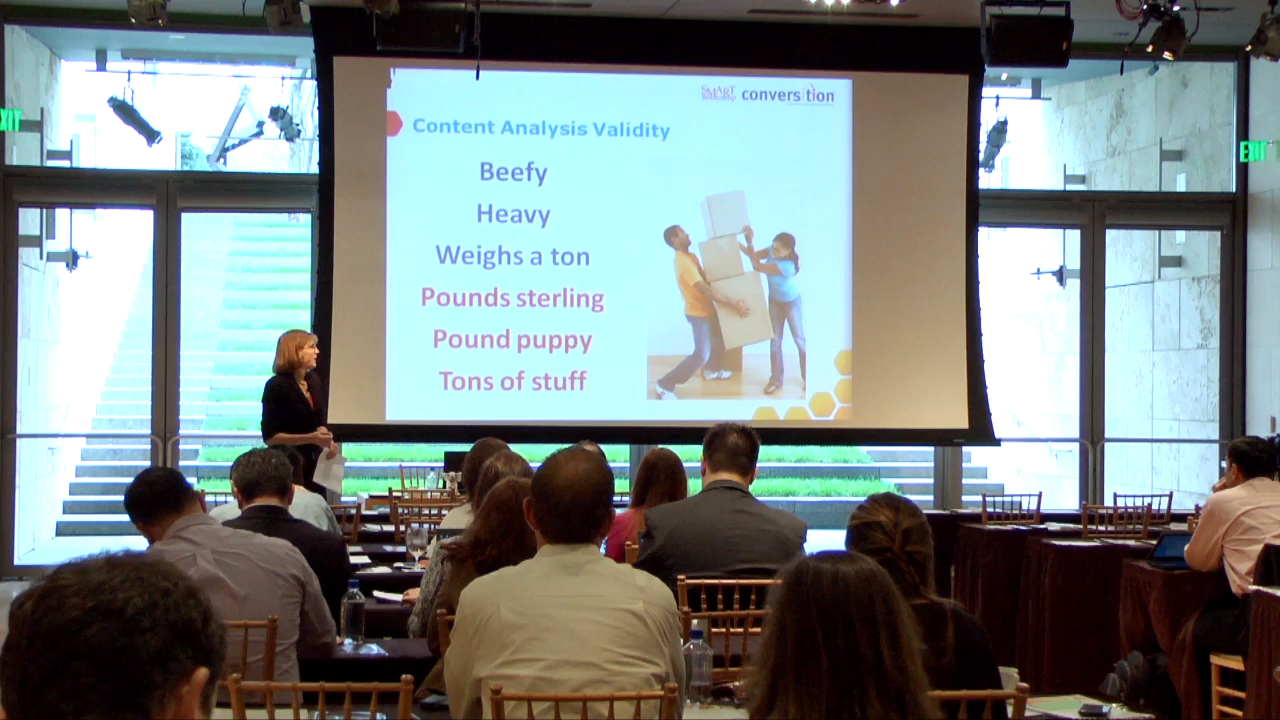 SMART
conversition
Content Analysis Validity
Beefy
Heavy
Weighs a ton
Pounds sterling
Pound puppy
Tons of stuff
EXIT
EXIT